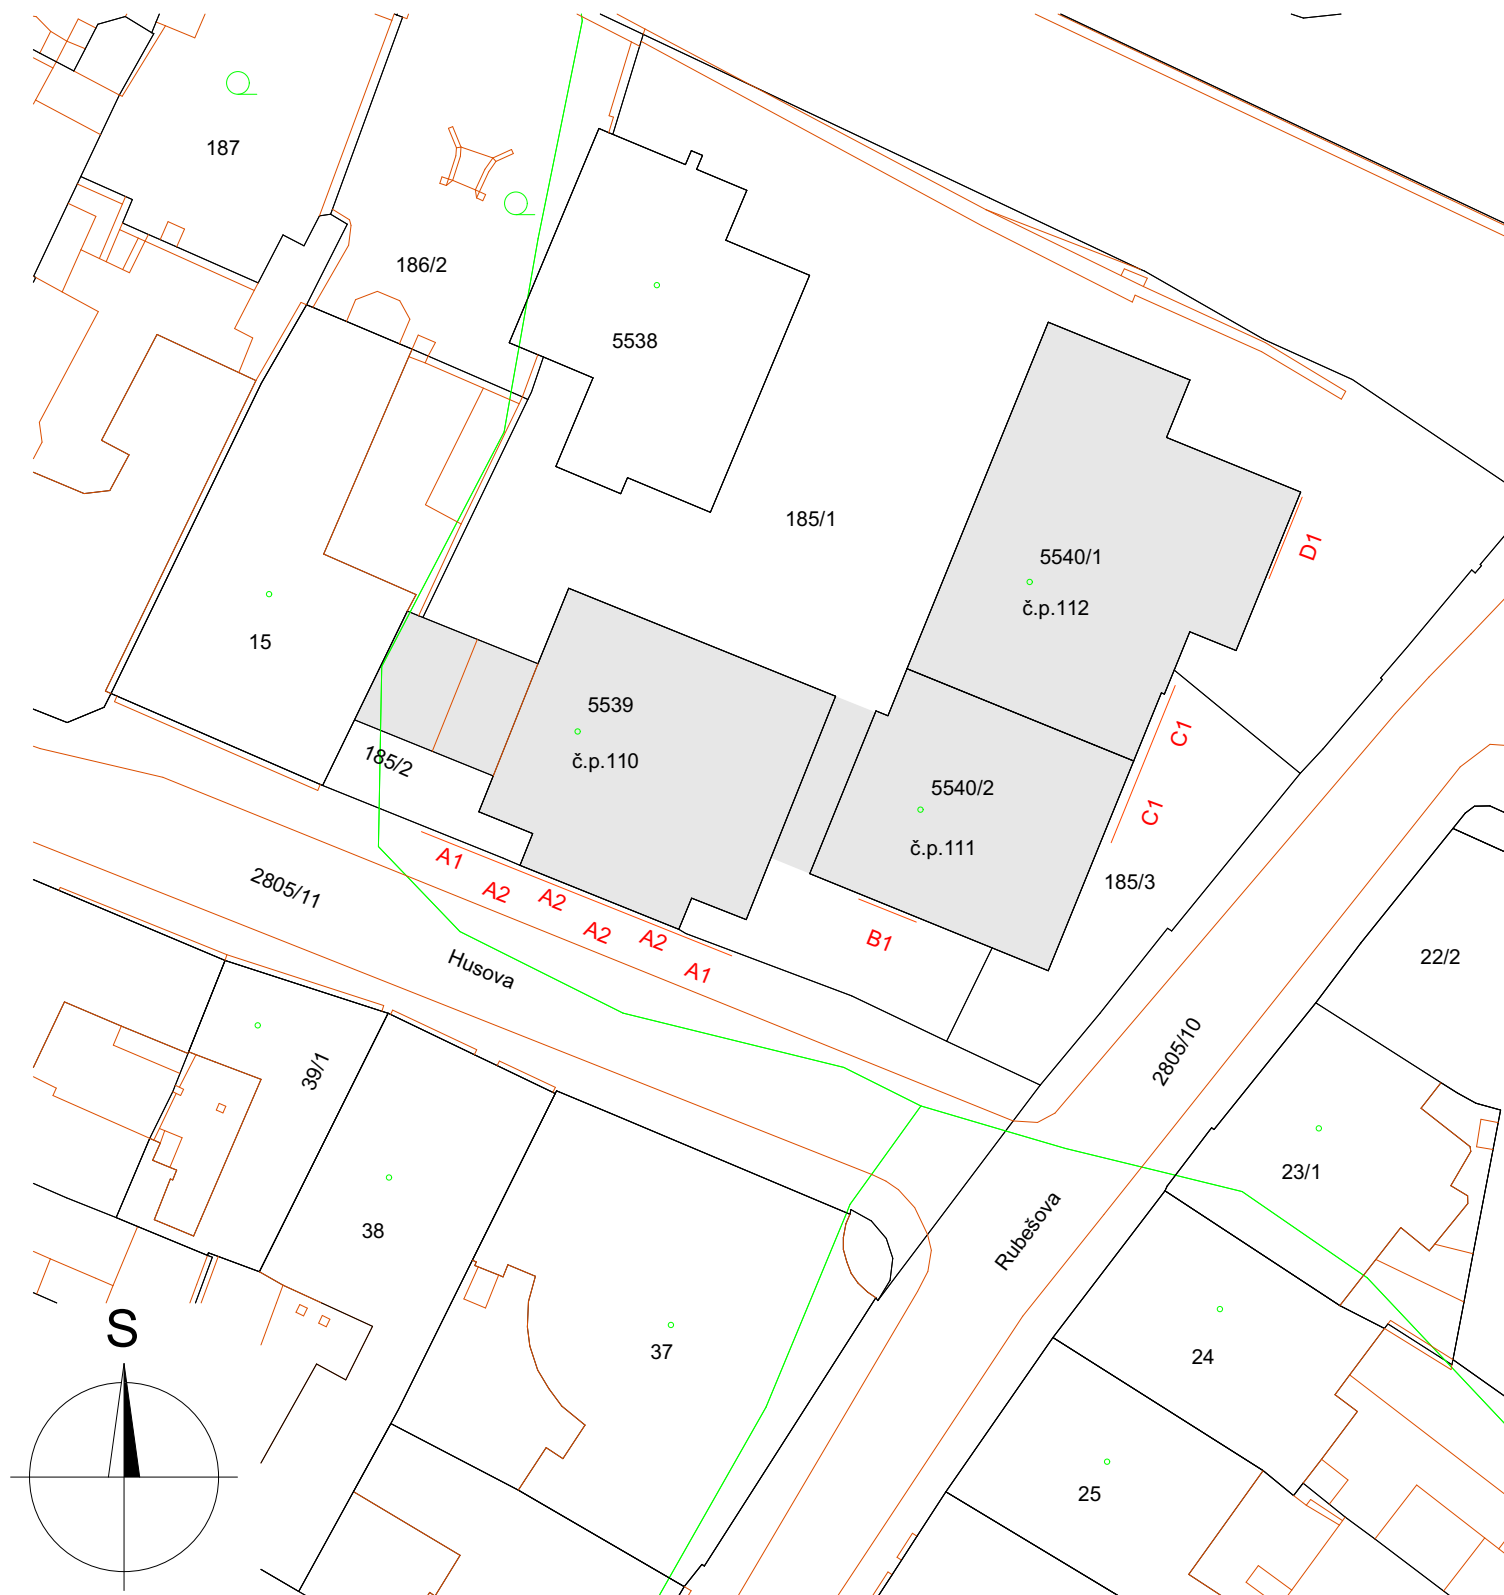 187
186/2
5538
185/1
5540/1
č.p.112
D1
15
5539
č.p.110
185/2
C1
5540/2
č.p.111
C1
185/3
A1
A2
A2
A2
A2
A1
B1
2805/11
Husova
22/2
2805/10
39/1
23/1
38
Rubešova
S
37
24
25